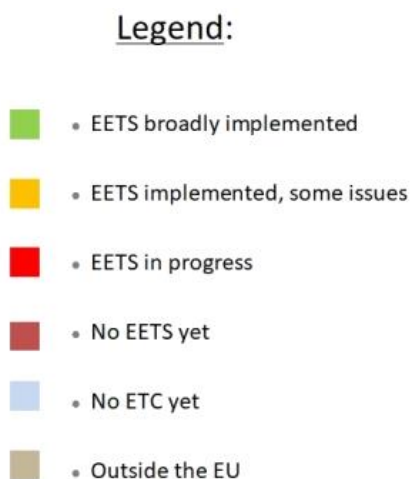 Legend:
• EETS broadly implemented
• EETS implemented, some issues
• EETS in progress
• No EETS yet
• No ETC yet
• Outside the EU